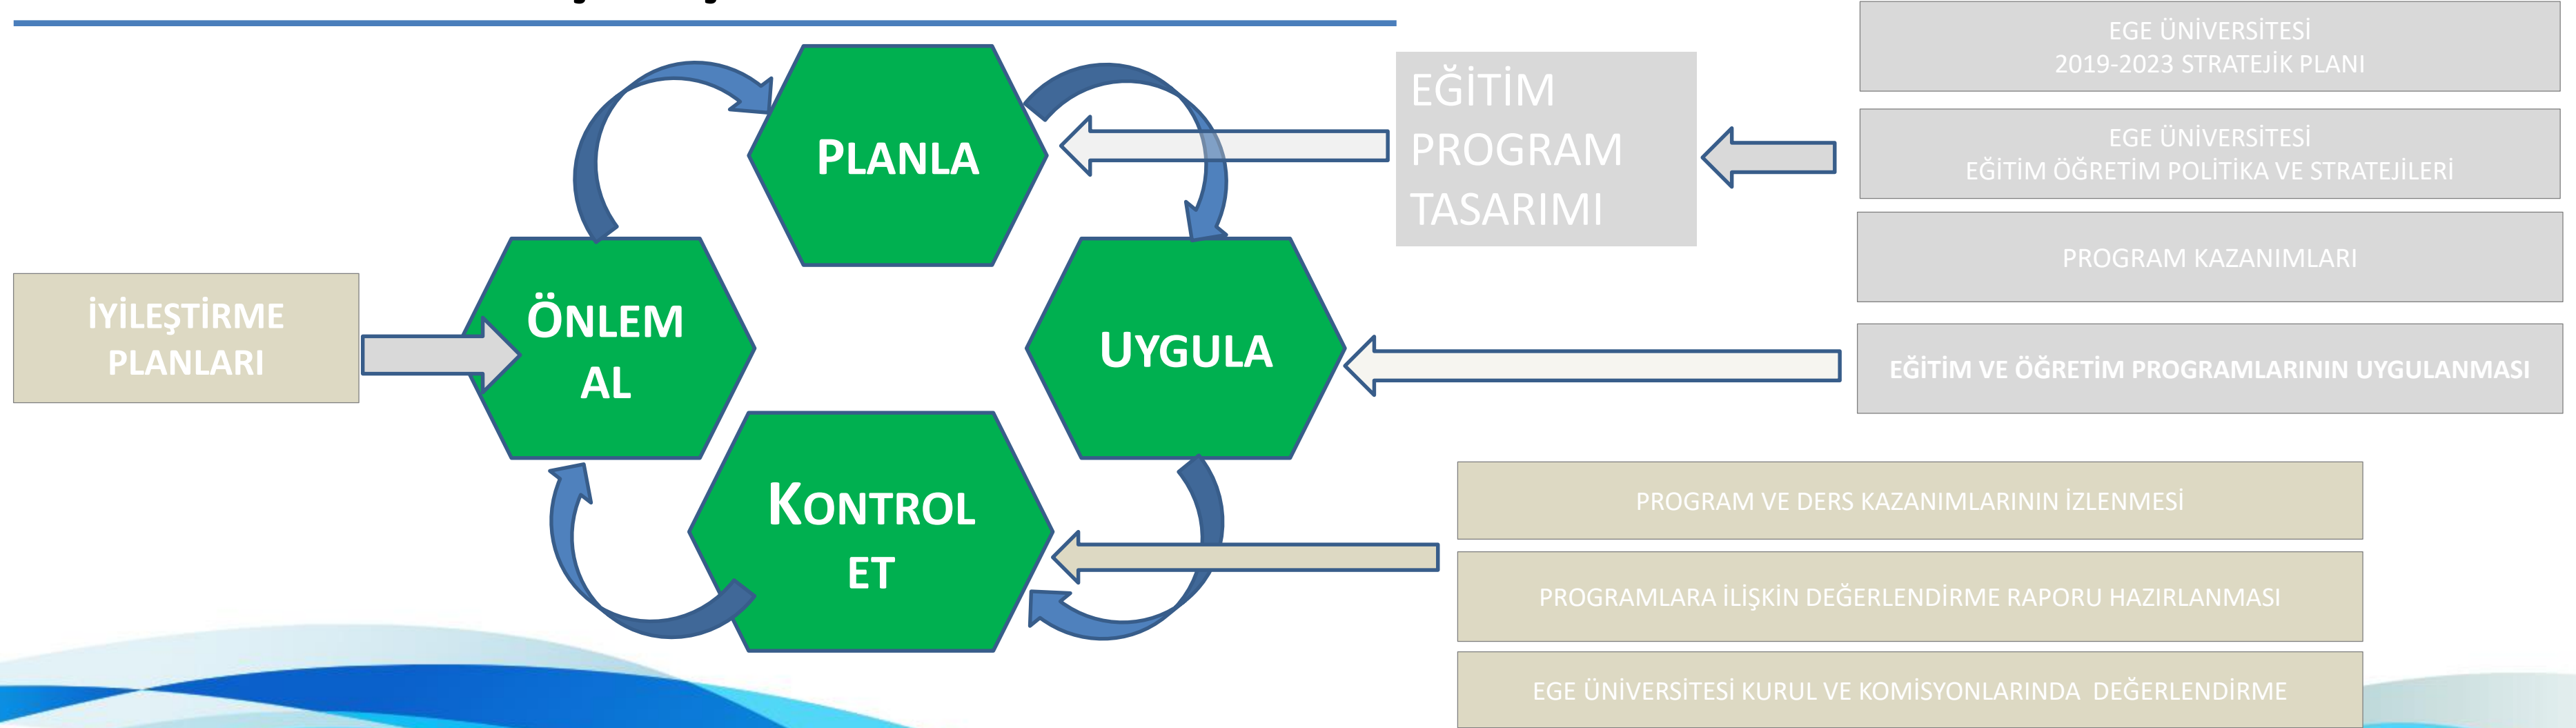 EGE ÜNİVERSİTESİ
2019-2023 STRATEJİK PLANI
EĞİTİM
PROGRAM
TASARIMI
EGE ÜNİVERSİTESİ
EĞİTİM ÖĞRETİM POLİTİKA VE STRATEJİLERİ
PROGRAM KAZANIMLARI
PLANLA
İYİLEŞTİRME
PLANLARI
ÖNLEM
AL
UYGULA
EĞİTİM VE ÖĞRETİM PROGRAMLARININ UYGULANMASI
KONTROL
ET
PROGRAM VE DERS KAZANIMLARININ İZLENMESİ
PROGRAMLARA İLİŞKİN DEĞERLENDİRME RAPORU HAZIRLANMASI
EGE ÜNİVERSİTESİ KURUL VE KOMİSYONLARINDA DEĞERLENDİRME